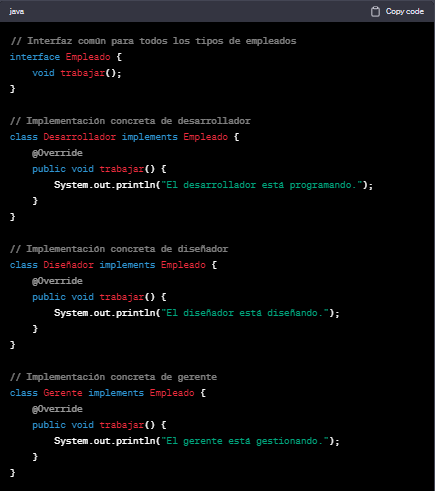 java
Copy code
// Interfaz común para todos los tipos de empleados
interface Empleado {
    void trabajar();
}

// Implementación concreta de desarrollador
class Desarrollador implements Empleado {
    @Override
    public void trabajar() {
        System.out.println("El desarrollador está programando.");
    }
}

// Implementación concreta de diseñador
class Diseñador implements Empleado {
    @Override
    public void trabajar() {
        System.out.println("El diseñador está diseñando.");
    }
}

// Implementación concreta de gerente
class Gerente implements Empleado {
    @Override
    public void trabajar() {
        System.out.println("El gerente está gestionando.");
    }
}